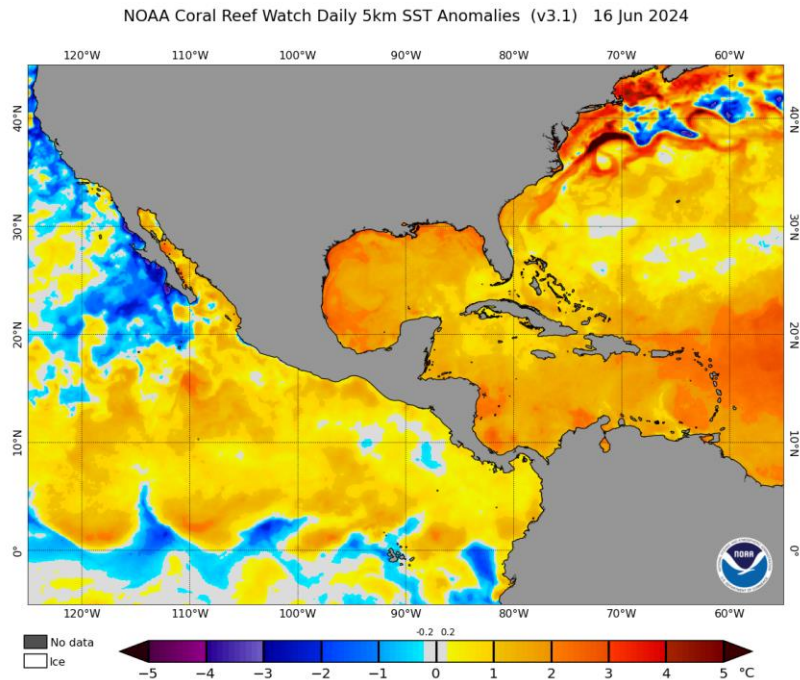 NOAA Coral Reef Watch Daily 5km SST Anomalies (v3.1) 16 Jun 2024
120°W 110°W 100°W 90°W 80°W 70°W 60°W
40°N 40°N
30°N 30°N
20°N 20°N
10°N 10°N
0° 0°
NOAA
120°W 110°W 100°W 90°W 80°W 70°W 60°W
No data
Ice
-0.2 0.2
−5 −4 −3 −2 −1 0 1 2 3 4 5 °C